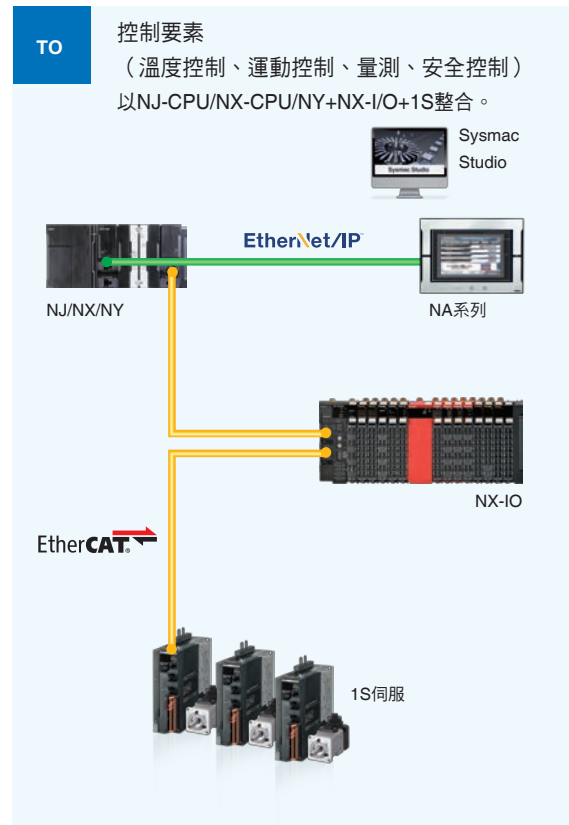 TO
控制要素
（溫度控制、運動控制、量測、安全控制）
以NJ-CPU/NX-CPU/NY+NX-I/O+1S整合。
Sysmac Studio
Sysmac
Studio
EtherNet/IP
NJ/NX/NY
NA系列
NX-IO
EtherCAT®
1S伺服